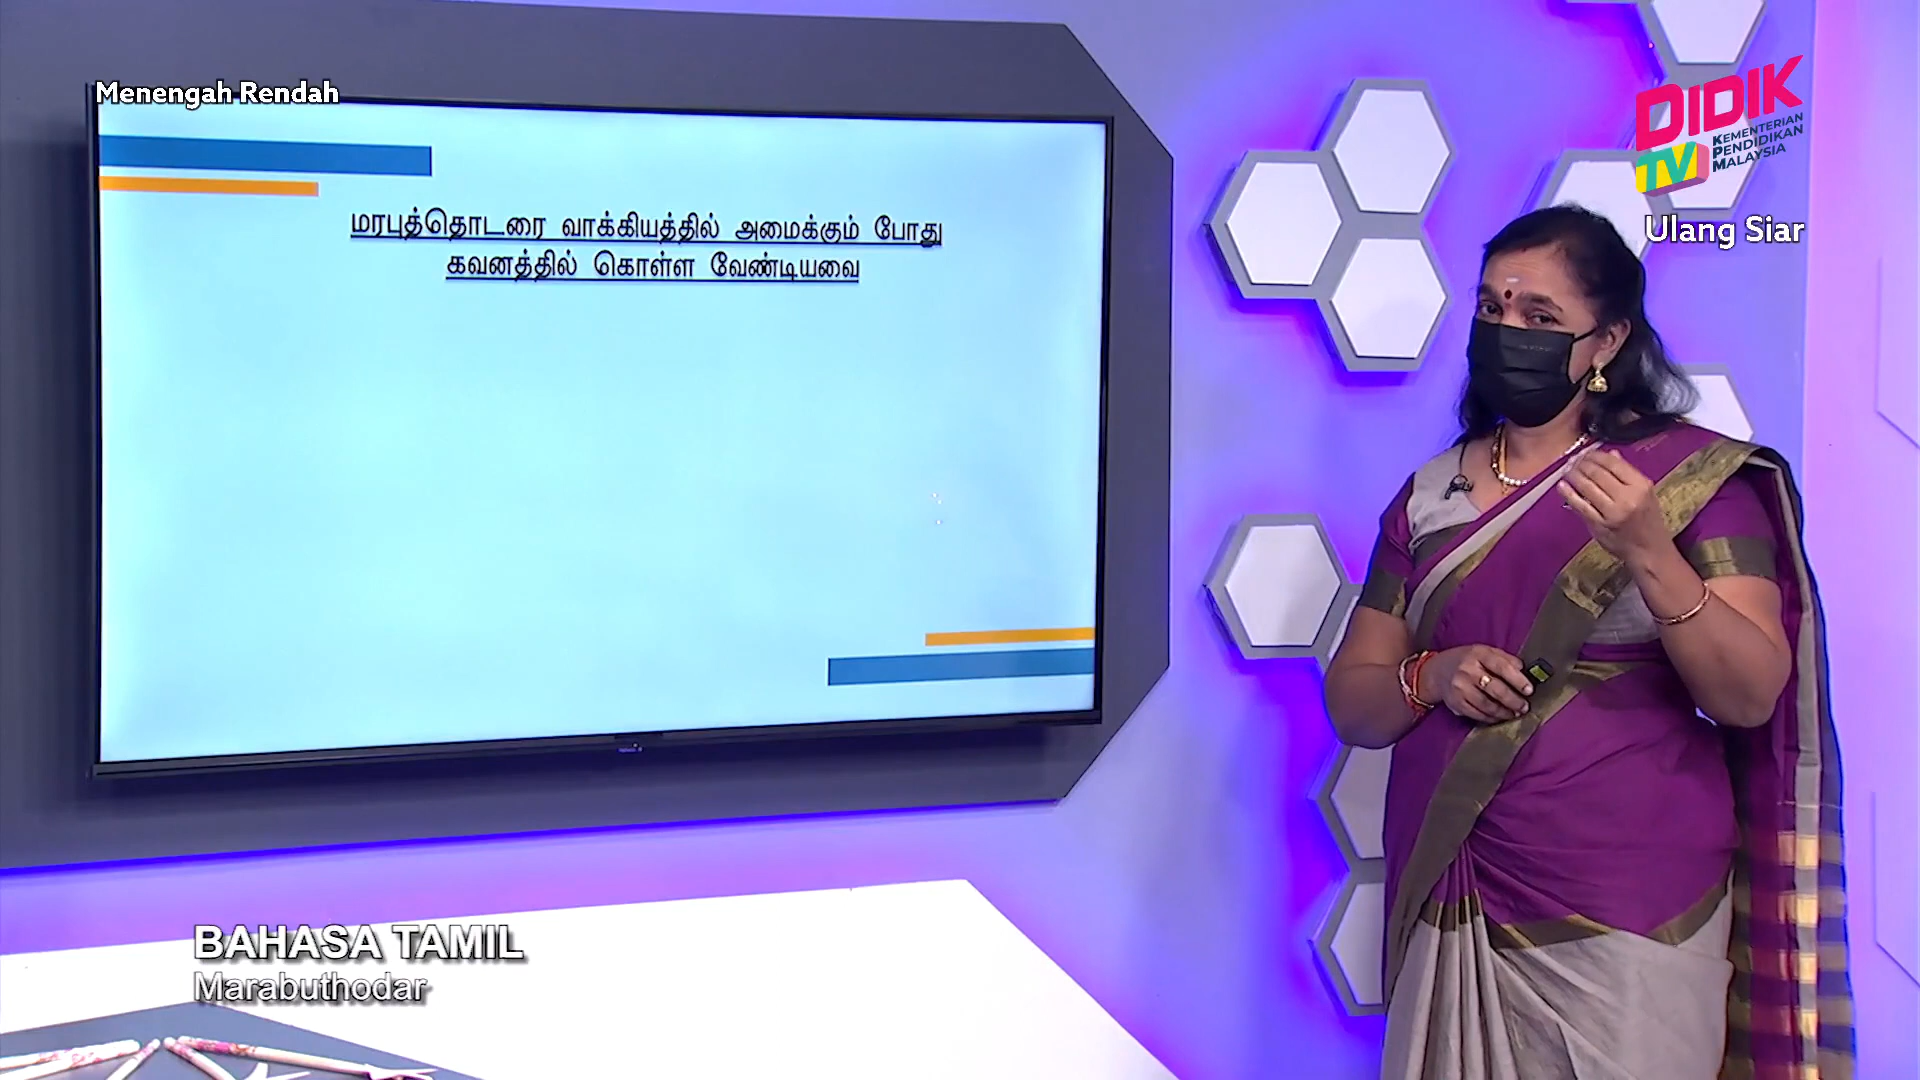 Menengah Rendah
மரபுத்தொடரை வாக்கியத்தில் அமைக்கும் போது
கவனத்தில் கொள்ள வேண்டியவை
DIDIK
TV
KEMENTERIAN
PENDIDIKAN
MALAYSIA
Ulang Siar
BAHASA TAMIL
Marabuthodar